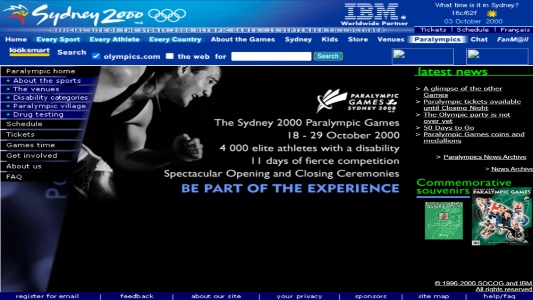 Sydney 2000
IBM
Worldwide Partner
What time is it in Sydney?
16c/62f
03 October 2000
OFFICIAL SITE OF THE SYDNEY 2000 OLYMPIC GAMES - 15 SEPTEMBER TO 1 OCTOBER
Tickets | Schedule | Français
Home Every Sport Every Athlete Every Country About the Games Sydney Kids Store Venues Paralympics Chat FanM@il
looksmart
Search olympics.com the web for Search
Paralympic home
About the sports
The venues
Disability categories
Paralympic village
Drug testing
Schedule
Tickets
Games time
Get involved
About us
FAQ
PARALYMPIC
GAMES
SYDNEY 2000
The Sydney 2000 Paralympic Games
18 - 29 October 2000
4 000 elite athletes with a disability
11 days of fierce competition
Spectacular Opening and Closing Ceremonies
BE PART OF THE EXPERIENCE
latest news
> A glimpse of the other
Games
> Paralympic tickets available
until Closing Night
> The Olympic party is not
over yet
> 50 Days to Go
> Paralympic Games coins and
medallions
> Paralympics News Archive
> News Archive
Commemorative
souvenirs
PARALYMPIC GAMES
© 1996-2000 SOCOG and IBM
All rights reserved
register for email | feedback | about our site | your privacy | sponsors | site map | help/faq